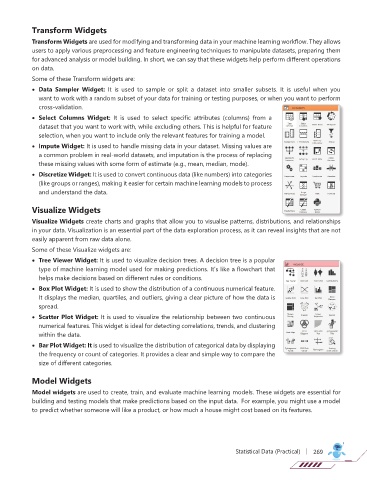 Transform Widgets
Transform Widgets are used for modifying and transforming data in your machine learning workflow. They allows
users to apply various preprocessing and feature engineering techniques to manipulate datasets, preparing them
for advanced analysis or model building. In short, we can say that these widgets help perform different operations
on data.
Some of these Transform widgets are:
• Data Sampler Widget: It is used to sample or split a dataset into smaller subsets. It is useful when you
want to work with a random subset of your data for training or testing purposes, or when you want to perform
cross-validation.
• Select Columns Widget: It is used to select specific attributes (columns) from a
dataset that you want to work with, while excluding others. This is helpful for feature
selection, when you want to include only the relevant features for training a model.
• Impute Widget: It is used to handle missing data in your dataset. Missing values are
a common problem in real-world datasets, and imputation is the process of replacing
these missing values with some form of estimate (e.g., mean, median, mode).
• Discretize Widget: It is used to convert continuous data (like numbers) into categories
(like groups or ranges), making it easier for certain machine learning models to process
and understand the data.
Visualize Widgets
Visualize Widgets create charts and graphs that allow you to visualise patterns, distributions, and relationships
in your data. Visualization is an essential part of the data exploration process, as it can reveal insights that are not
easily apparent from raw data alone.
Some of these Visualize widgets are:
• Tree Viewer Widget: It is used to visualize decision trees. A decision tree is a popular
type of machine learning model used for making predictions. It's like a flowchart that
helps make decisions based on different rules or conditions.
• Box Plot Widget: It is used to show the distribution of a continuous numerical feature.
It displays the median, quartiles, and outliers, giving a clear picture of how the data is
spread.
• Scatter Plot Widget: It is used to visualize the relationship between two continuous
numerical features. This widget is ideal for detecting correlations, trends, and clustering
within the data.
• Bar Plot Widget: It is used to visualize the distribution of categorical data by displaying
the frequency or count of categories. It provides a clear and simple way to compare the
size of different categories.
Model Widgets
Model widgets are used to create, train, and evaluate machine learning models. These widgets are essential for
building and testing models that make predictions based on the input data. For example, you might use a model
to predict whether someone will like a product, or how much a house might cost based on its features.
Statistical Data (Practical) | 269